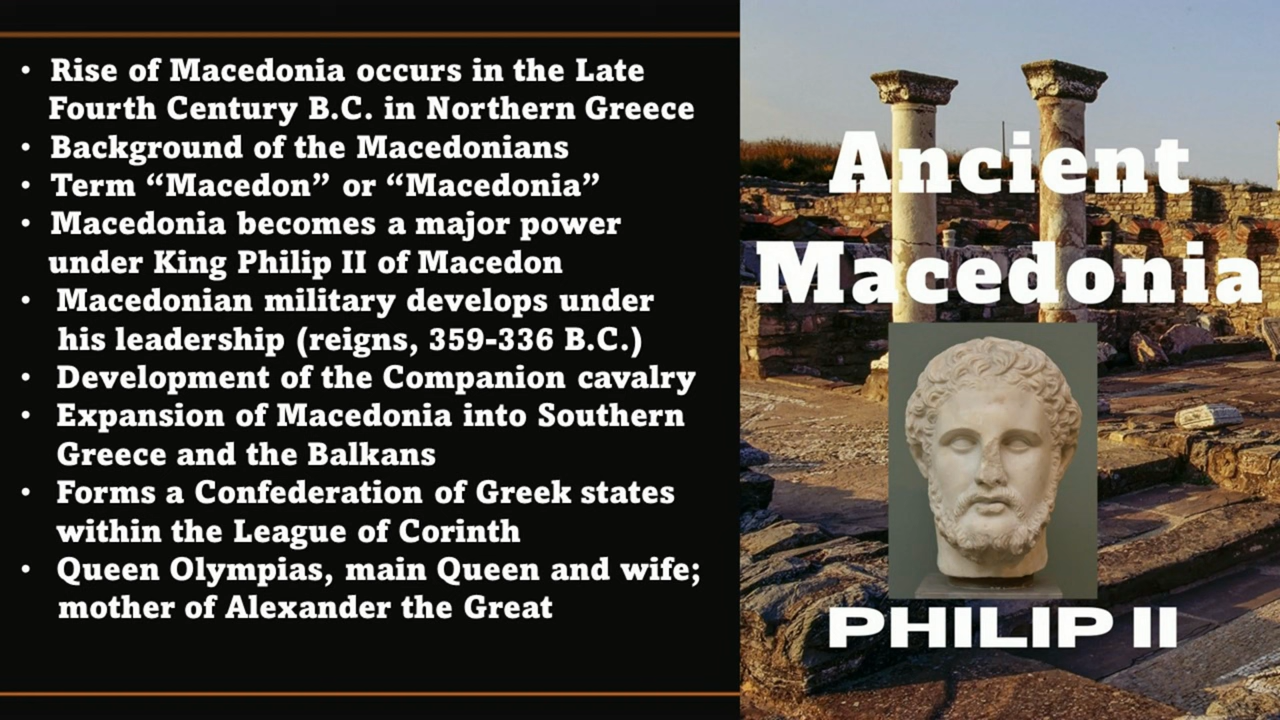 • Rise of Macedonia occurs in the Late
Fourth Century B.C. in Northern Greece
• Background of the Macedonians
• Term “Macedon” or “Macedonia”
• Macedonia becomes a major power
under King Philip II of Macedon
• Macedonian military develops under
his leadership (reigns, 359-336 B.C.)
• Development of the Companion cavalry
• Expansion of Macedonia into Southern
Greece and the Balkans
• Forms a Confederation of Greek states
within the League of Corinth
• Queen Olympias, main Queen and wife;
mother of Alexander the Great
Ancient
Macedonia
PHILIP II